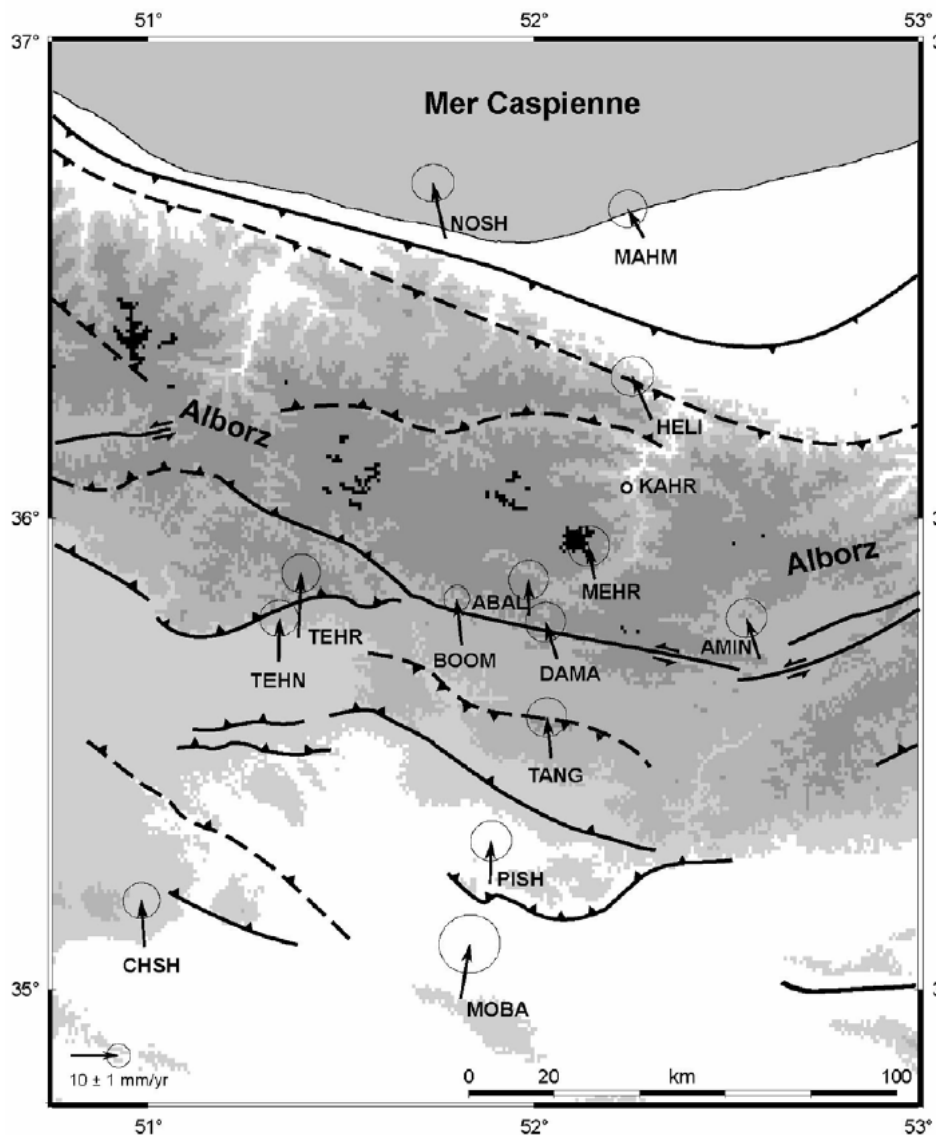 51° 52° 53°
37°
Mer Caspienne
NOSH
MAHM
Alborz
HELI
KAHR
36°
Alborz
MEHR
ABAL
TEHR
AMIN
BOOM
DAMA
TEHN
TANG
PISH
CHSH
35°
MOBA
10 ± 1 mm/yr
0 20 km 100
51° 52° 53°